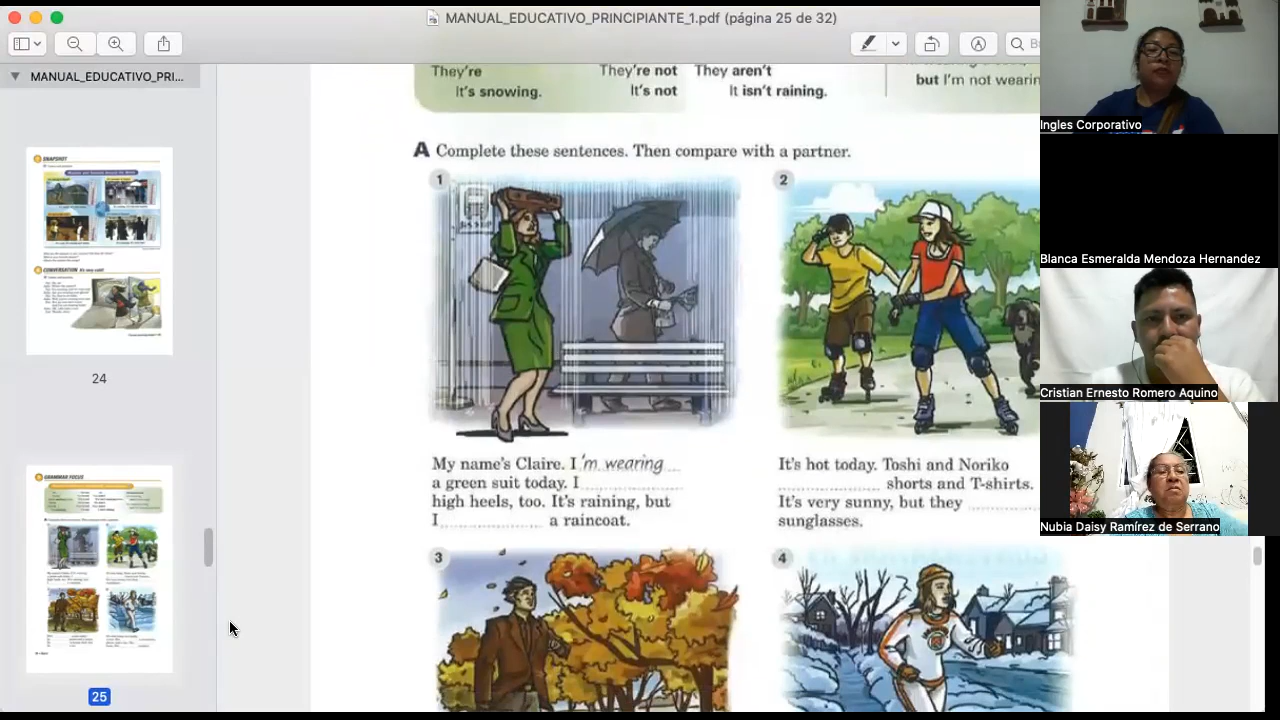 MANUAL_EDUCATIVO_PRINCIPIANTE_1.pdf (página 25 de 32)
MANUAL_EDUCATIVO_PRI...
SNAPSHOT
CONVERSATION
24
GRAMMAR FOCUS
25
They're
They're not
They aren't
It's snowing.
It's not
It isn't raining.
but I'm not wearin
A Complete these sentences. Then compare with a partner.
1
2
My name's Claire. I 'm wearing
a green suit today. I
high heels, too. It's raining, but
I a raincoat.
It's hot today. Toshi and Noriko
shorts and T-shirts.
It's very sunny, but they
sunglasses.
3
4
Ingles Corporativo
Blanca Esmeralda Mendoza Hernandez
Cristian Ernesto Romero Aquino
Nubia Daisy Ramírez de Serrano